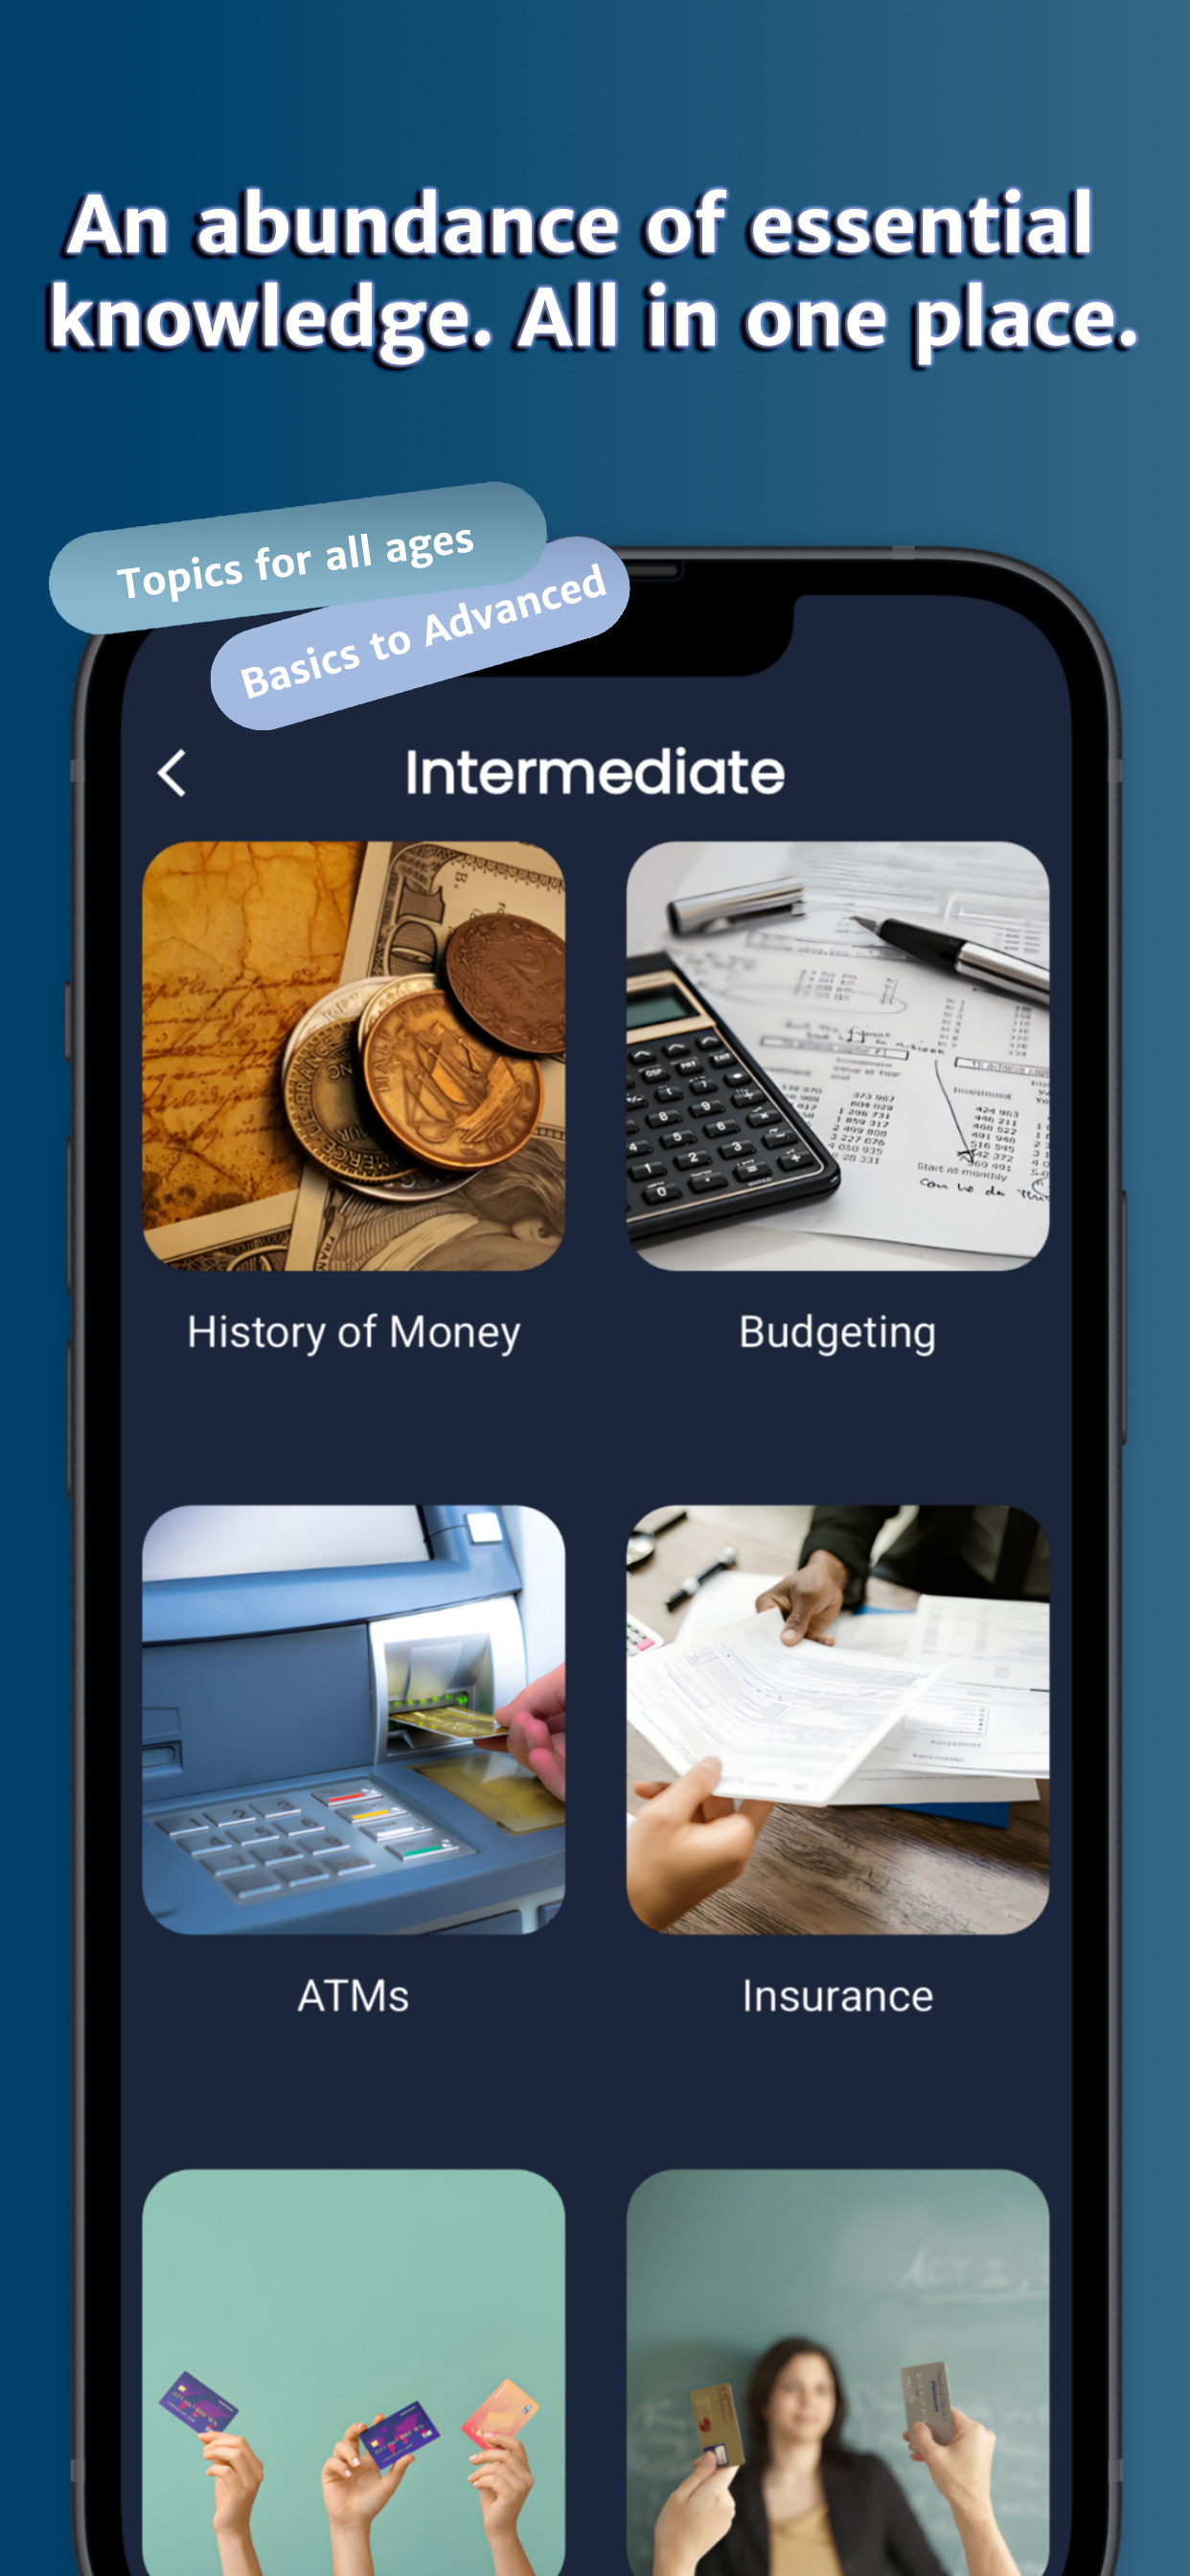 An abundance of essential
knowledge. All in one place.
Topics for all ages
Basics to Advanced
Intermediate
History of Money
Budgeting
ATMs
Insurance